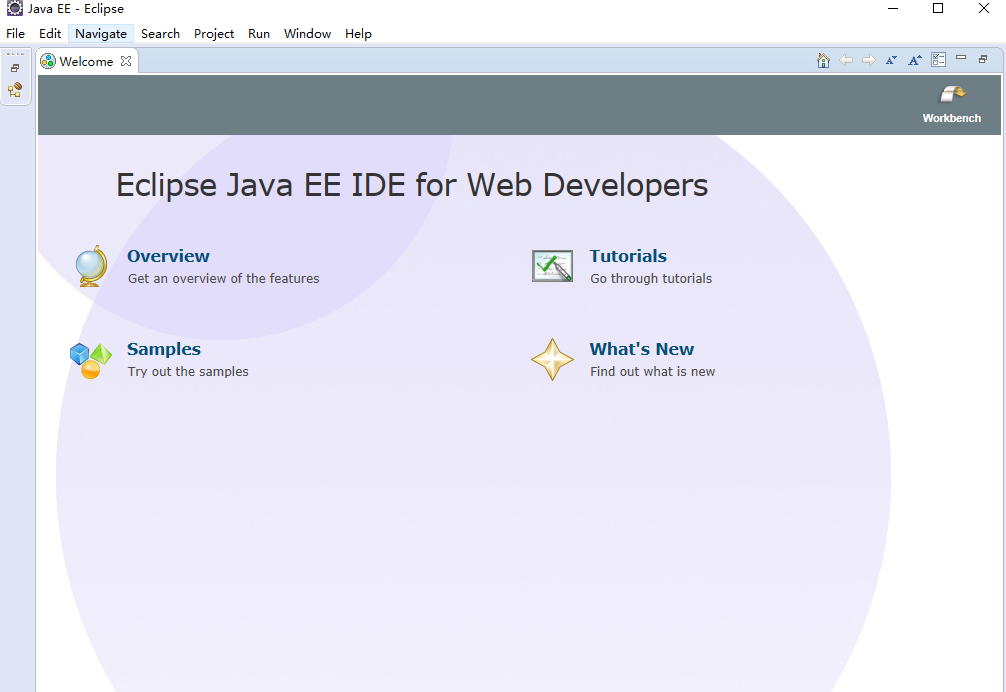 Java EE - Eclipse
File Edit Navigate Search Project Run Window Help
Welcome
Workbench
Eclipse Java EE IDE for Web Developers
Overview
Get an overview of the features
Tutorials
Go through tutorials
Samples
Try out the samples
What's New
Find out what is new